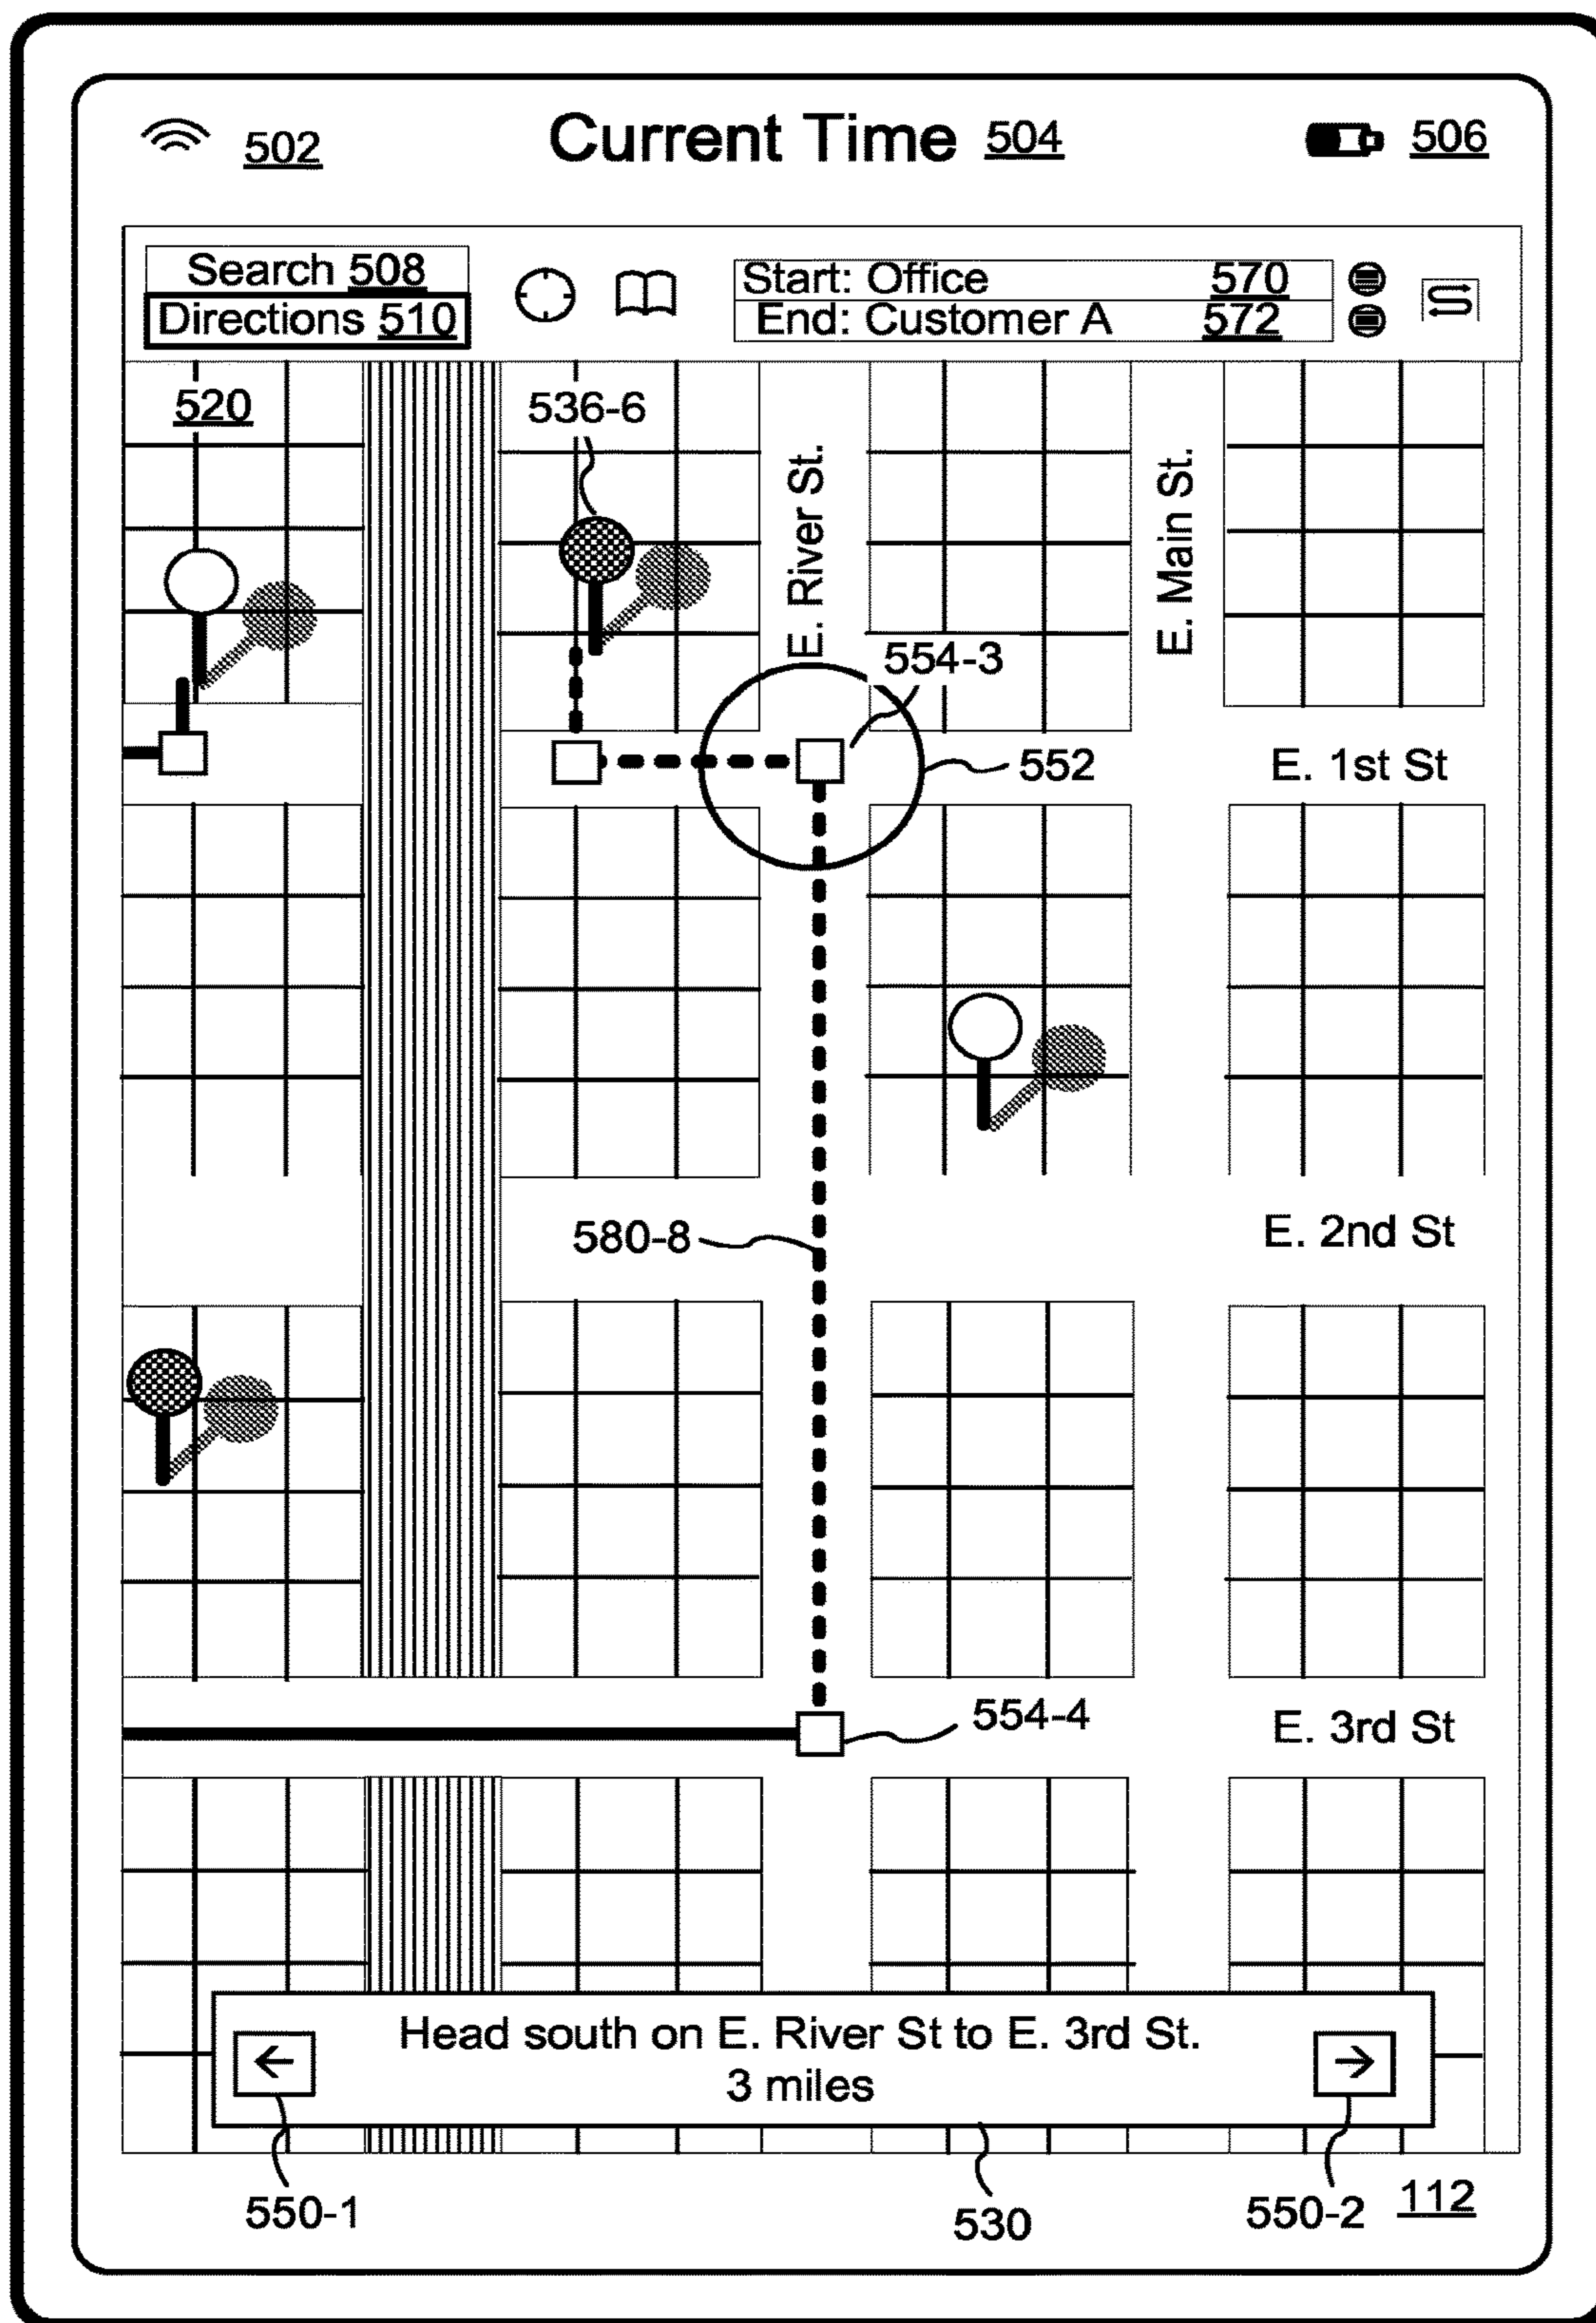 502 Current Time 504 506
Search 508
Directions 510
Start: Office 570
End: Customer A 572
520
536-6
E. River St.
E. Main St.
554-3
552
E. 1st St
580-8
E. 2nd St
554-4
E. 3rd St
Head south on E. River St to E. 3rd St.
3 miles
550-1
530
550-2
112